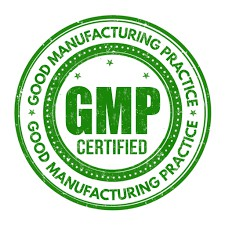 GOOD MANUFACTURING PRACTICE
GMP
CERTIFIED
GOOD MANUFACTURING PRACTICE